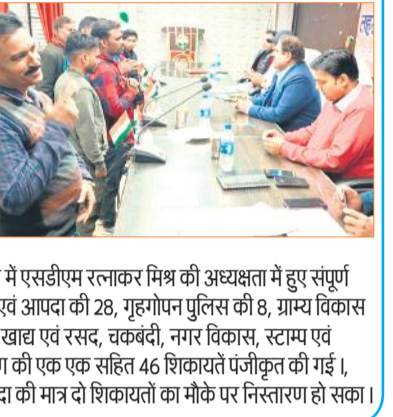 में एसडीएम रत्नाकर मिश्र की अध्यक्षता में हुए संपूर्ण
एवं आपदा की 28, गृहगोपन पुलिस की 8, ग्राम्य विकास
खाद्य एवं रसद, चकबंदी, नगर विकास, स्टाम्प एवं
की एक एक सहित 46 शिकायतें पंजीकृत की गई ।,
की मात्र दो शिकायतों का मौके पर निस्तारण हो सका ।